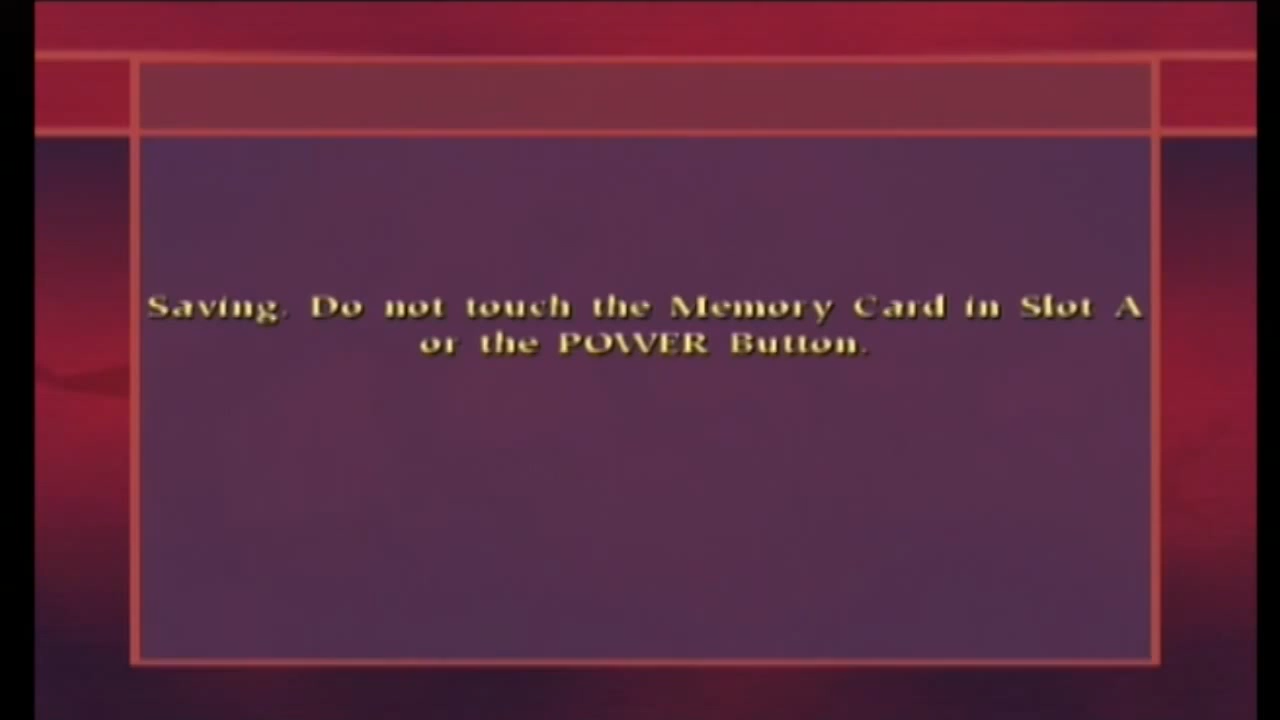 Saving. Do not touch the Memory Card in Slot A
or the POWER Button.